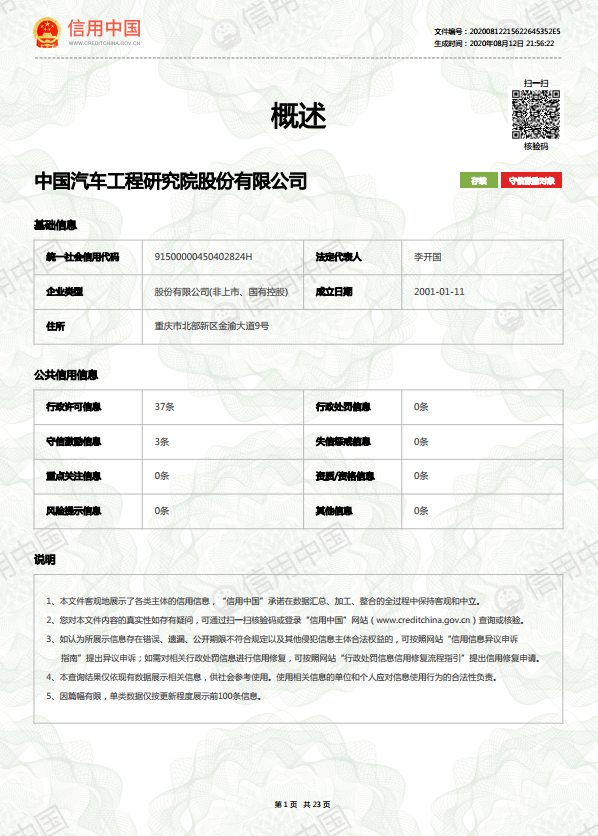 信用中国
WWW.CREDITCHINA.GOV.CN
文件编号：20200812215622645352E5
生成时间：2020年08月12日 21:56:22
扫一扫
概述
核验码
中国汽车工程研究院股份有限公司
存续 守信激励对象
基础信息
统一社会信用代码 91500000450402824H 法定代表人 李开国
企业类型 股份有限公司(非上市、国有控股) 成立日期 2001-01-11
住所 重庆市北部新区金渝大道9号
公共信用信息
行政许可信息 37条 行政处罚信息 0条
守信激励信息 3条 失信惩戒信息 0条
重点关注信息 0条 资质/资格信息 0条
风险提示信息 0条 其他信息 0条
说明
1、本文件客观地展示了各类主体的信用信息，“信用中国”承诺在数据汇总、加工、整合的全过程中保持客观和中立。
2、您对本文件内容的真实性如存有疑问，可通过扫一扫核验码或登录“信用中国”网站（www.creditchina.gov.cn）查询或核验。
3、如认为所展示信息存在错误、遗漏、公开期限不符合规定以及其他侵犯信息主体合法权益的，可按照网站“信用信息异议申诉
指南”提出异议申诉；如需对相关行政处罚信息进行信用修复，可按照网站“行政处罚信息信用修复流程指引”提出信用修复申请。
4、本查询结果仅依现有数据展示相关信息，供社会参考使用。使用相关信息的单位和个人应对信息使用行为的合法性负责。
5、因篇幅有限，单类数据仅按更新程度展示前100条信息。
第 1 页 共 23 页